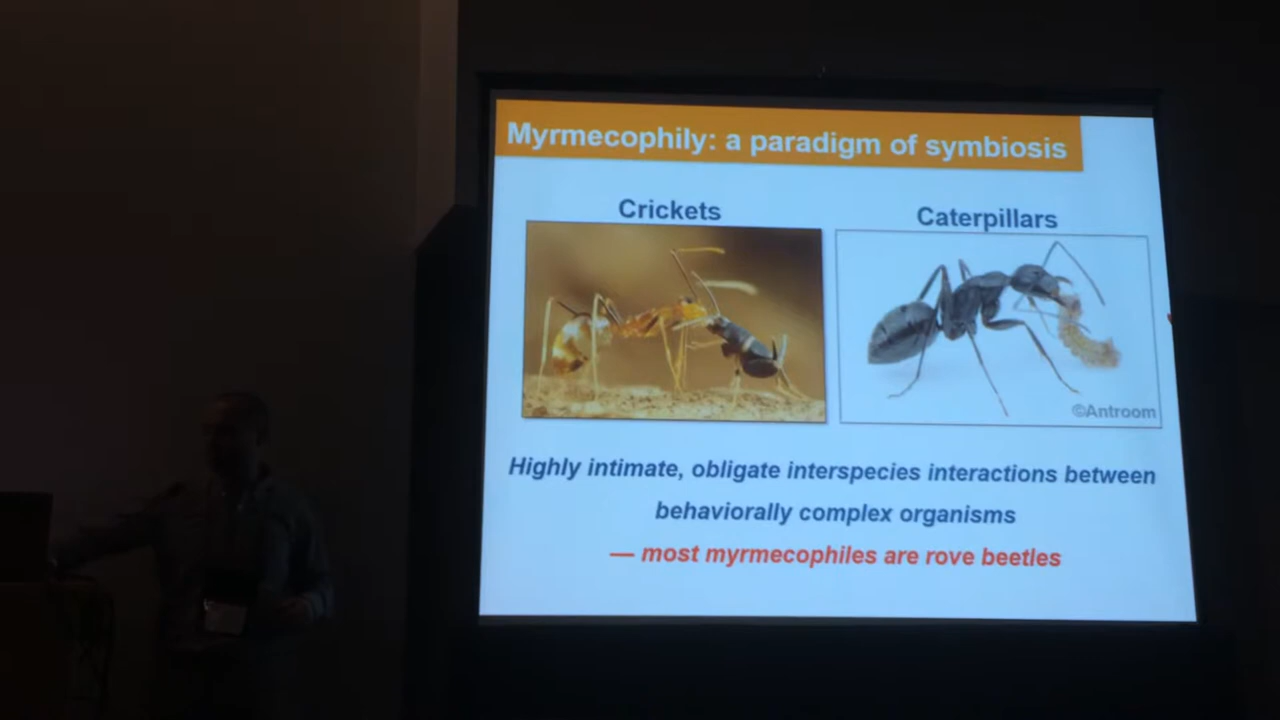 Myrmecophily: a paradigm of symbiosis
Crickets
Caterpillars
©Antroom
Highly intimate, obligate interspecies interactions between
behaviorally complex organisms
— most myrmecophiles are rove beetles